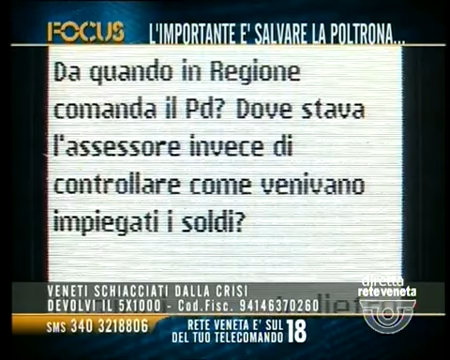 FOCUS
L'IMPORTANTE E' SALVARE LA POLTRONA...
Da quando in Regione
comanda il Pd? Dove stava
l'assessore invece di
controllare come venivano
impiegati i soldi?
VENETI SCHIACCIATI DALLA CRISI
DEVOLVI IL 5X1000 - Cod.Fisc. 94146370260
diretta
reteveneta
SMS 340 3218806
RETE VENETA E' SUL
DEL TUO TELECOMANDO 18